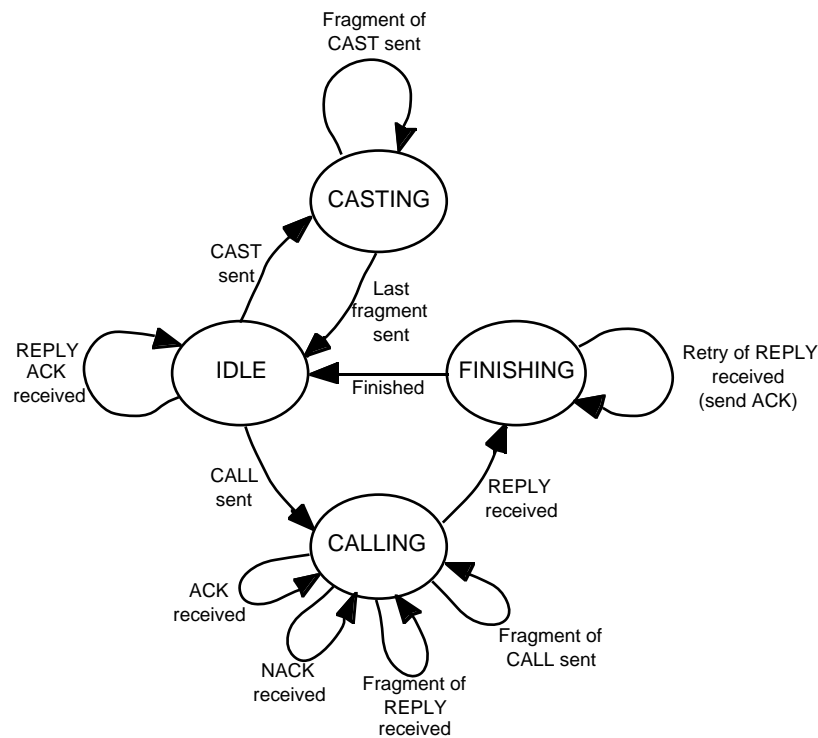 Fragment of
CAST sent
CASTING
CAST
sent
Last
fragment
sent
REPLY
ACK
received
IDLE
Finished
FINISHING
Retry of REPLY
received
(send ACK)
CALL
sent
REPLY
received
CALLING
ACK
received
NACK
received
Fragment of
REPLY
received
Fragment of
CALL sent